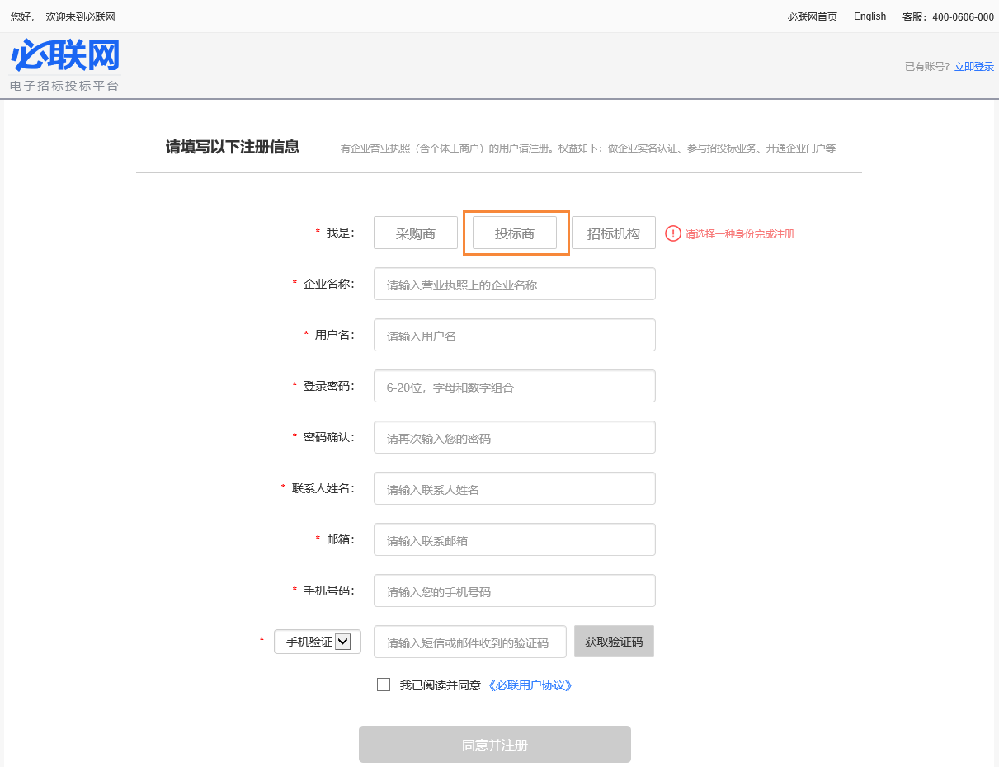 您好， 欢迎来到必联网
必联网首页 English 客服：400-0606-000
必联网
电子招标投标平台
已有账号？立即登录
请填写以下注册信息 有企业营业执照（含个体工商户）的用户请注册。权益如下：做企业实名认证、参与招投标业务、开通企业门户等
* 我是： 采购商 投标商 招标机构 ! 请选择一种身份完成注册
* 企业名称： 请输入营业执照上的企业名称
* 用户名： 请输入用户名
* 登录密码： 6-20位，字母和数字组合
* 密码确认： 请再次输入您的密码
* 联系人姓名： 请输入联系人姓名
* 邮箱： 请输入联系邮箱
* 手机号码： 请输入您的手机号码
* 手机验证 请输入短信或邮件收到的验证码 获取验证码
我已阅读并同意 《必联用户协议》
同意并注册